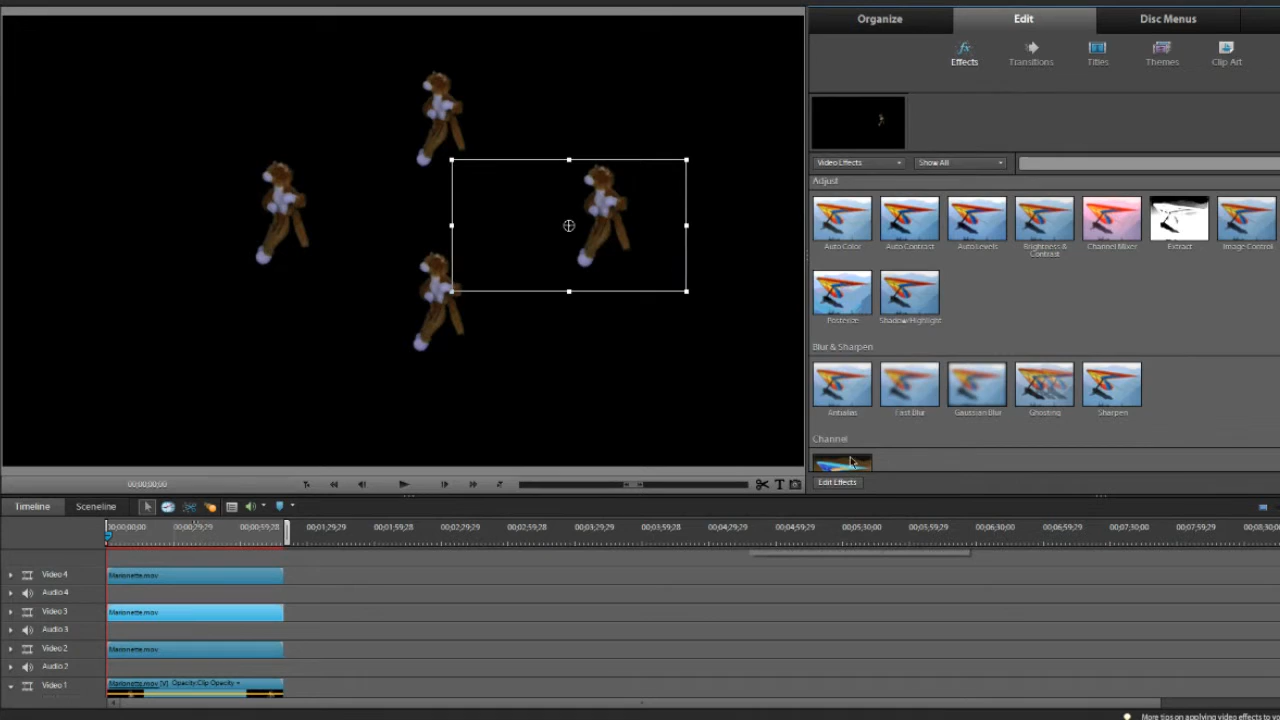 Organize Edit Disc Menus
Effects Transitions Titles Themes Clip Art
Video Effects Show All
Adjust
Auto Color Auto Contrast Auto Levels Brightness & Contrast Channel Mixer Extract Image Control
Posterize Shadow/Highlight
Blur & Sharpen
Antialias Fast Blur Gaussian Blur Ghosting Sharpen
Channel
00;00;00;00
Edit Effects
Timeline Sceneline T
00;00;00;00 00;00;29;29 00;00;59;28 00;01;29;29 00;01;59;29 00;02;29;29 00;02;59;29 00;03;29;29 00;03;59;29 00;04;29;29 00;04;59;29 00;05;30;00 00;05;59;29 00;06;30;00 00;06;59;29 00;07;30;00 00;07;59;29 00;08;30;00
Video 4 Marionette.mov
Audio 4
Video 3 Marionette.mov
Audio 3
Video 2 Marionette.mov
Audio 2
Video 1 Marionette.mov [V] Opacity:Clip Opacity
More tips on applying video effects to